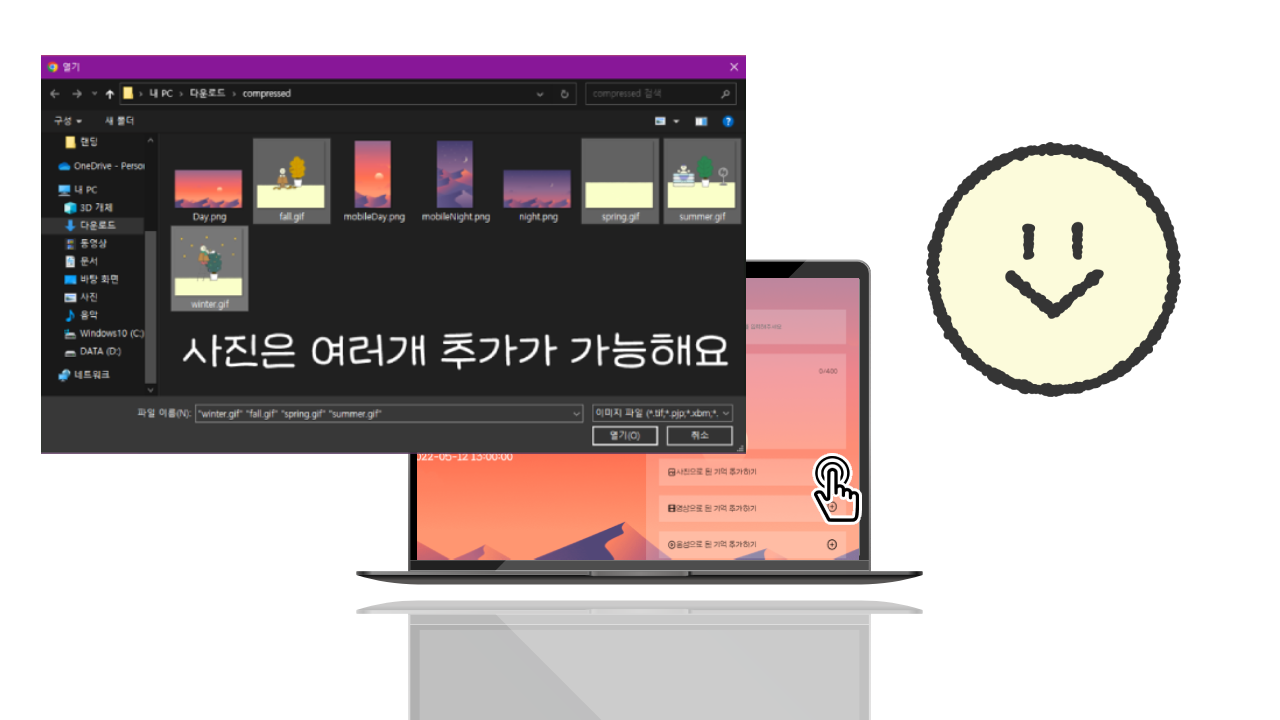 열기
내 PC › 다운로드 › compressed
compressed 검색
구성
새 폴더
랜딩
OneDrive - Person
내 PC
3D 개체
다운로드
동영상
문서
바탕 화면
사진
음악
Windows10 (C:)
DATA (D:)
네트워크
Day.png
fall.gif
mobileDay.png
mobileNight.png
night.png
spring.gif
summer.gif
winter.gif
사진은 여러개 추가가 가능해요
파일 이름(N):
"winter.gif" "fall.gif" "spring.gif" "summer.gif"
이미지 파일 (*.tif;*.pjp;*.xbm;*.
열기(O)
취소
0/400
022-05-12 13:00:00
사진으로 된 기억 추가하기
영상으로 된 기억 추가하기
음성으로 된 기억 추가하기